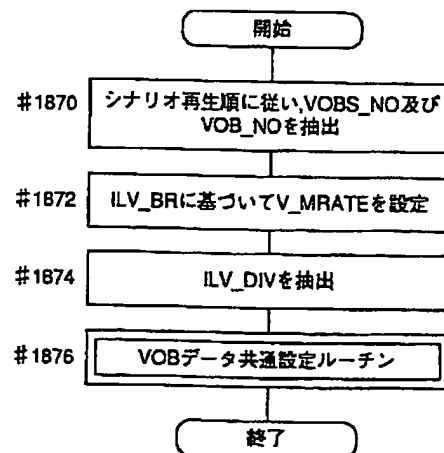 開始
#1870
シナリオ再生順に従い,VOBS_NO及び
VOB_NOを抽出
#1872
ILV_BRに基づいてV_MRATEを設定
#1874
ILV_DIVを抽出
#1876
VOBデータ共通設定ルーチン
終了